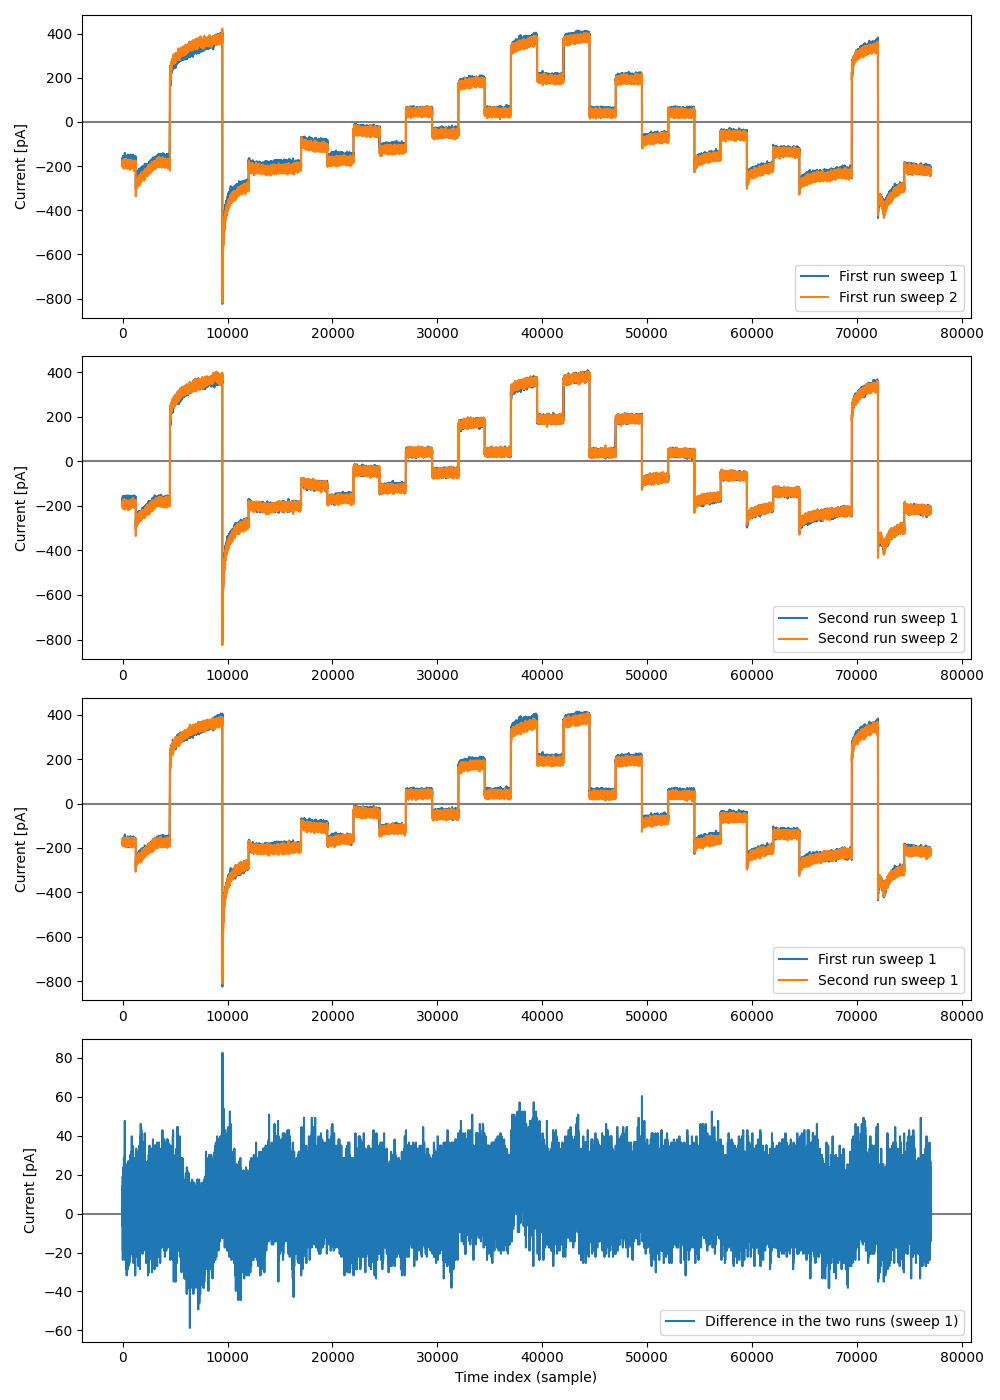 400
200
0
−200
−400
−600
−800
Current [pA]
First run sweep 1
First run sweep 2
0 10000 20000 30000 40000 50000 60000 70000 80000
400
200
0
−200
−400
−600
−800
Current [pA]
Second run sweep 1
Second run sweep 2
0 10000 20000 30000 40000 50000 60000 70000 80000
400
200
0
−200
−400
−600
−800
Current [pA]
First run sweep 1
Second run sweep 1
0 10000 20000 30000 40000 50000 60000 70000 80000
80
60
40
20
0
−20
−40
−60
Current [pA]
Difference in the two runs (sweep 1)
0 10000 20000 30000 40000 50000 60000 70000 80000
Time index (sample)